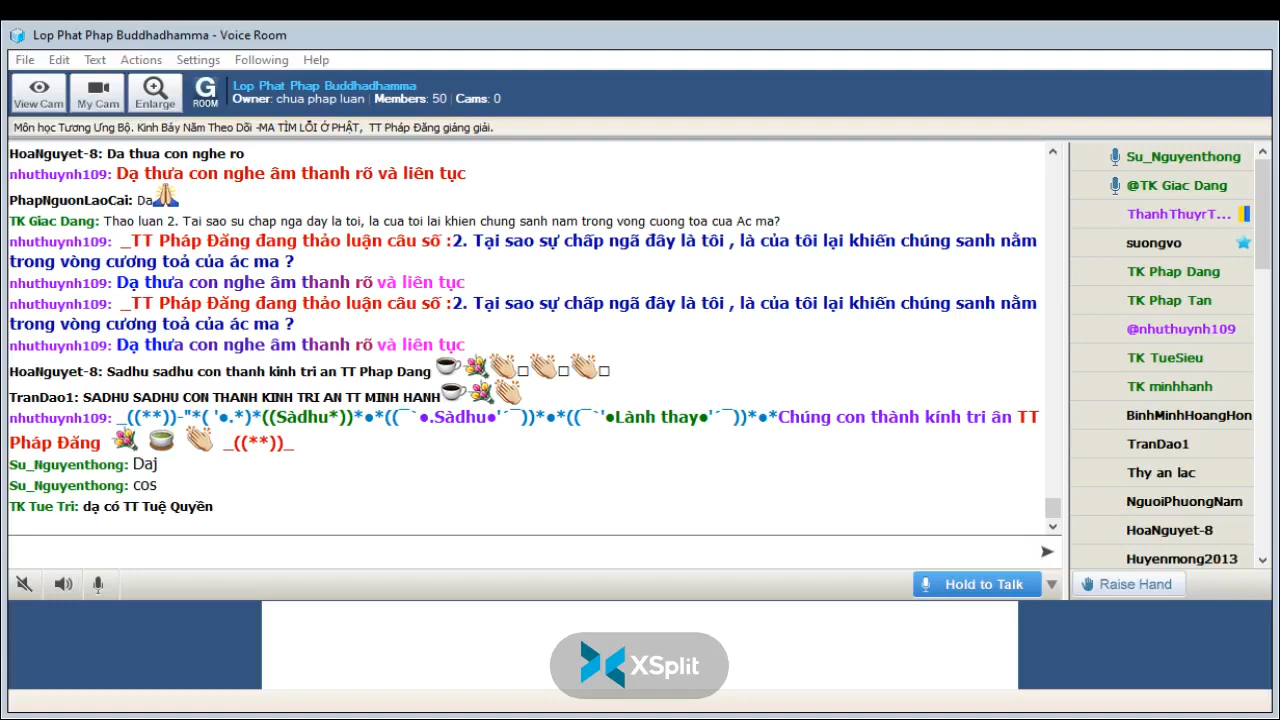 Lop Phat Phap Buddhadhamma - Voice Room
File Edit Text Actions Settings Following Help
View Cam My Cam Enlarge G ROOM
Lop Phat Phap Buddhadhamma
Owner: chua phap luan | Members: 50 | Cams: 0
Môn học Tương Ưng Bộ. Kinh Bảy Năm Theo Dõi -MA TÌM LỖI Ở PHẬT, TT Pháp Đăng giảng giải.
HoaNguyet-8: Da thua con nghe ro
nhuthuynh109: Dạ thưa con nghe âm thanh rõ và liên tục
PhapNguonLaoCai: Da
TK Giac Dang: Thao luan 2. Tai sao su chap nga day la toi, la cua toi lai khien chung sanh nam trong vong cuong toa cua Ac ma?
nhuthuynh109: _TT Pháp Đăng đang thảo luận câu số :2. Tại sao sự chấp ngã đây là tôi , là của tôi lại khiến chúng sanh nằm
trong vòng cương toả của ác ma ?
nhuthuynh109: Dạ thưa con nghe âm thanh rõ và liên tục
nhuthuynh109: _TT Pháp Đăng đang thảo luận câu số :2. Tại sao sự chấp ngã đây là tôi , là của tôi lại khiến chúng sanh nằm
trong vòng cương toả của ác ma ?
nhuthuynh109: Dạ thưa con nghe âm thanh rõ và liên tục
HoaNguyet-8: Sadhu sadhu con thanh kinh tri an TT Phap Dang
TranDao1: SADHU SADHU CON THANH KINH TRI AN TT MINH HANH
nhuthuynh109: _((**))-"*( '●.*)*((Sàdhu*))*●*((¯`●.Sàdhu●'´¯))*●*((¯`'●Lành thay●'´¯))*●*Chúng con thành kính tri ân TT
Pháp Đăng _((**))_
Su_Nguyenthong: Daj
Su_Nguyenthong: cos
TK Tue Tri: dạ có TT Tuệ Quyền
Su_Nguyenthong
@TK Giac Dang
ThanhThuyrT...
suongvo
TK Phap Dang
TK Phap Tan
@nhuthuynh109
TK TueSieu
TK minhhanh
BinhMinhHoangHon
TranDao1
Thy an lac
NguoiPhuongNam
HoaNguyet-8
Huyenmong2013
Hold to Talk
Raise Hand
XSplit